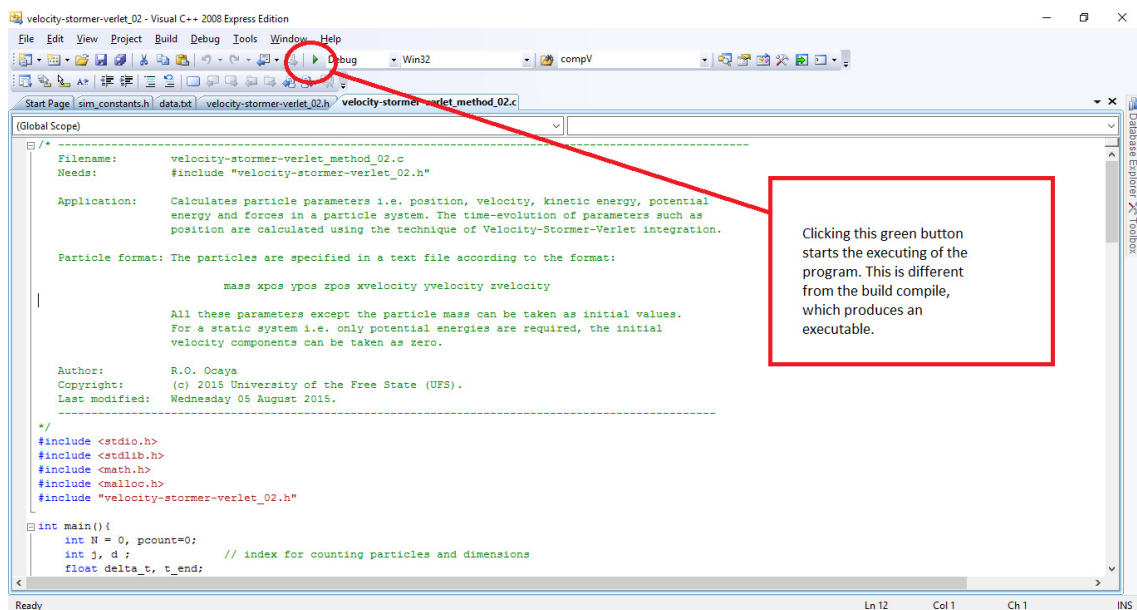 velocity-stormer-verlet_02 - Visual C++ 2008 Express Edition
File Edit View Project Build Debug Tools Window Help
Debug Win32 compV
Start Page sim_constants.h data.txt velocity-stormer-verlet_02.h velocity-stormer-verlet_method_02.c
(Global Scope)
/* ----------------------------------------------------------------------------------
Filename: velocity-stormer-verlet_method_02.c
Needs: #include "velocity-stormer-verlet_02.h"
Application: Calculates particle parameters i.e. position, velocity, kinetic energy, potential
energy and forces in a particle system. The time-evolution of parameters such as
position are calculated using the technique of Velocity-Stormer-Verlet integration.
Particle format: The particles are specified in a text file according to the format:
mass xpos ypos zpos xvelocity yvelocity zvelocity
All these parameters except the particle mass can be taken as initial values.
For a static system i.e. only potential energies are required, the initial
velocity components can be taken as zero.
Author: R.O. Ocaya
Copyright: (c) 2015 University of the Free State (UFS).
Last modified: Wednesday 05 August 2015.
----------------------------------------------------------------------------------
*/
#include <stdio.h>
#include <stdlib.h>
#include <math.h>
#include <malloc.h>
#include "velocity-stormer-verlet_02.h"
int main(){
int N = 0, pcount=0;
int j, d ; // index for counting particles and dimensions
float delta_t, t_end;
Clicking this green button
starts the executing of the
program. This is different
from the build compile,
which produces an
executable.
Database Explorer
Toolbox
Ready Ln 12 Col 1 Ch 1 INS